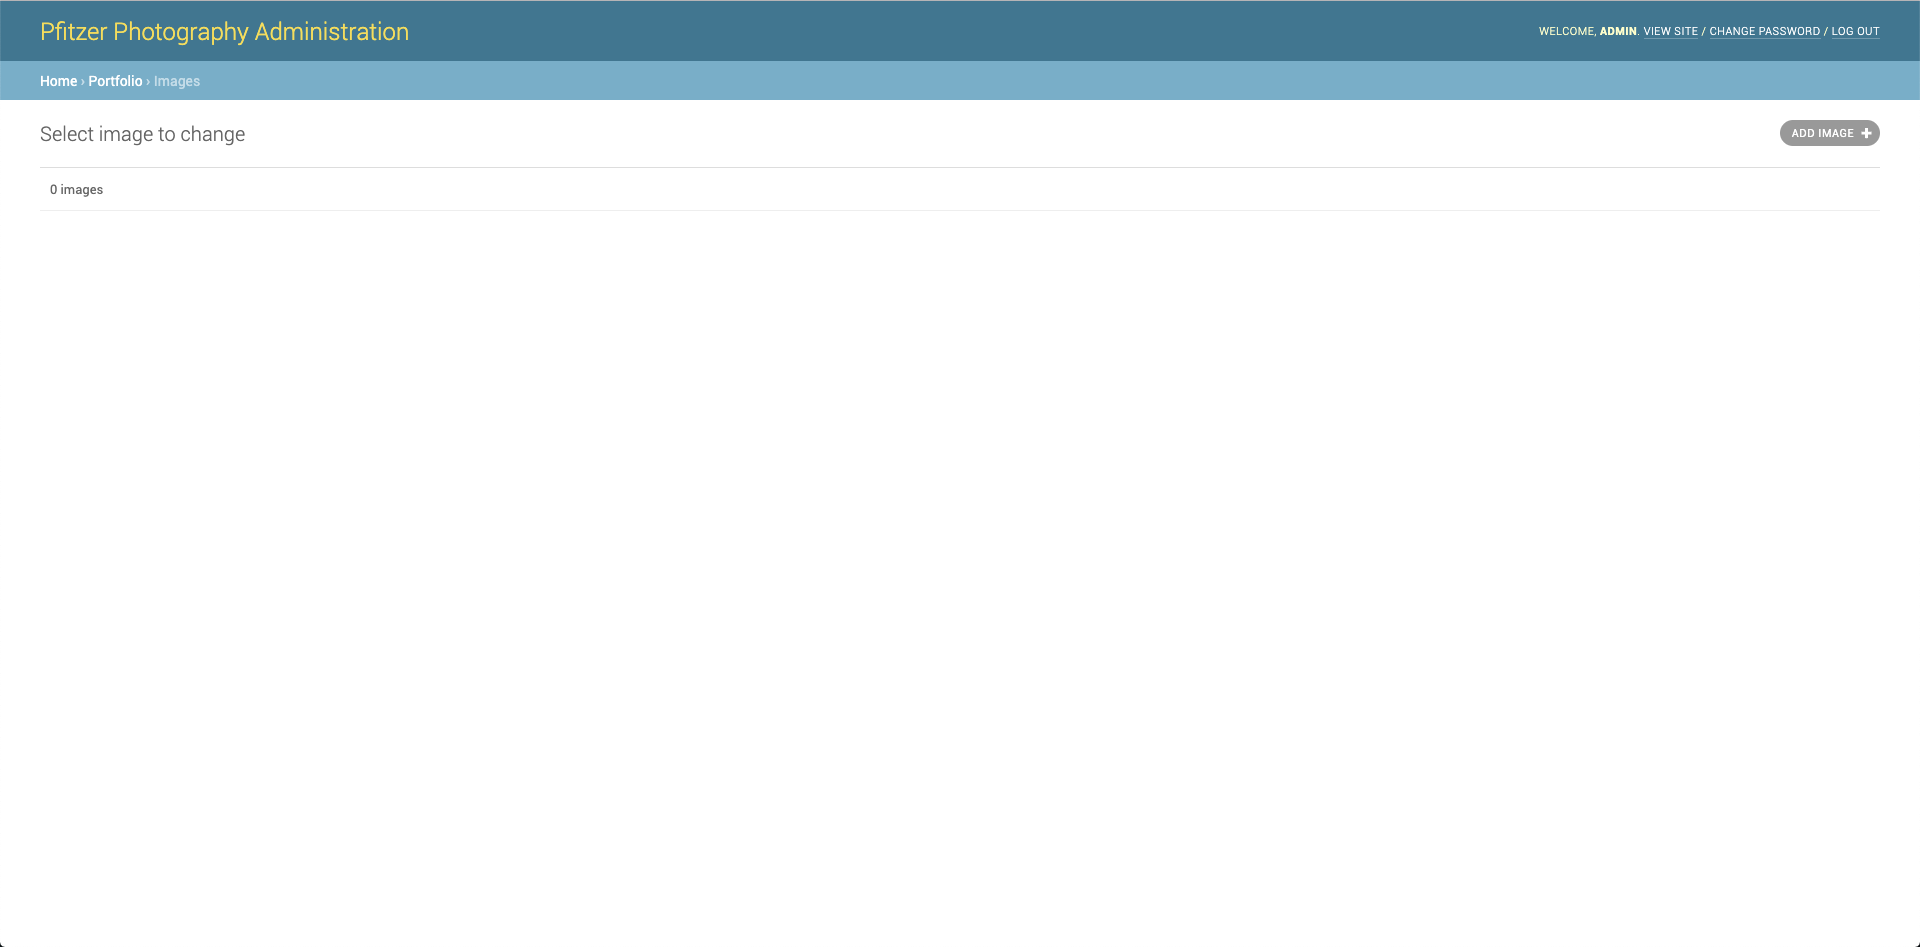 Pfitzer Photography Administration
WELCOME, ADMIN. VIEW SITE / CHANGE PASSWORD / LOG OUT
Home › Portfolio › Images
Select image to change
ADD IMAGE +
0 images